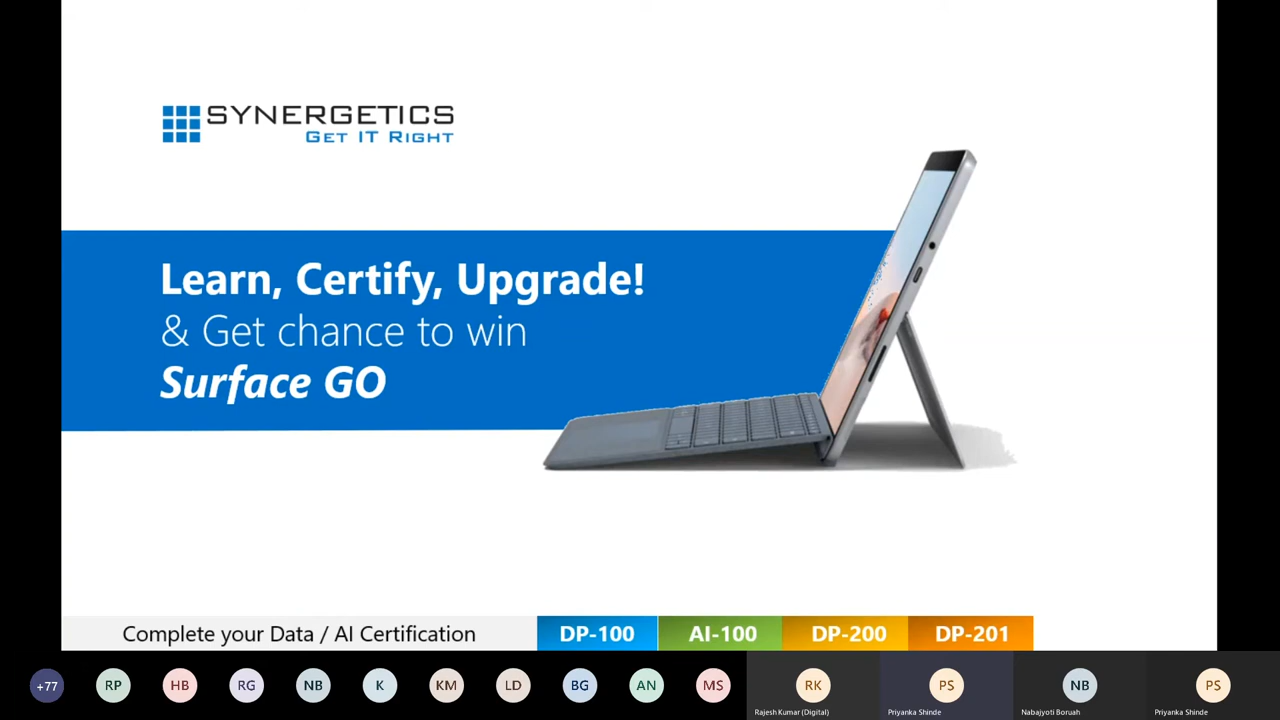 SYNERGETICS
GET IT RIGHT
Learn, Certify, Upgrade!
& Get chance to win
Surface GO
Complete your Data / AI Certification
DP-100
AI-100
DP-200
DP-201
+77
RP
HB
RG
NB
K
KM
LD
BG
AN
MS
RK
PS
NB
PS
Rajesh Kumar (Digital)
Priyanka Shinde
Nabajyoti Boruah
Priyanka Shinde